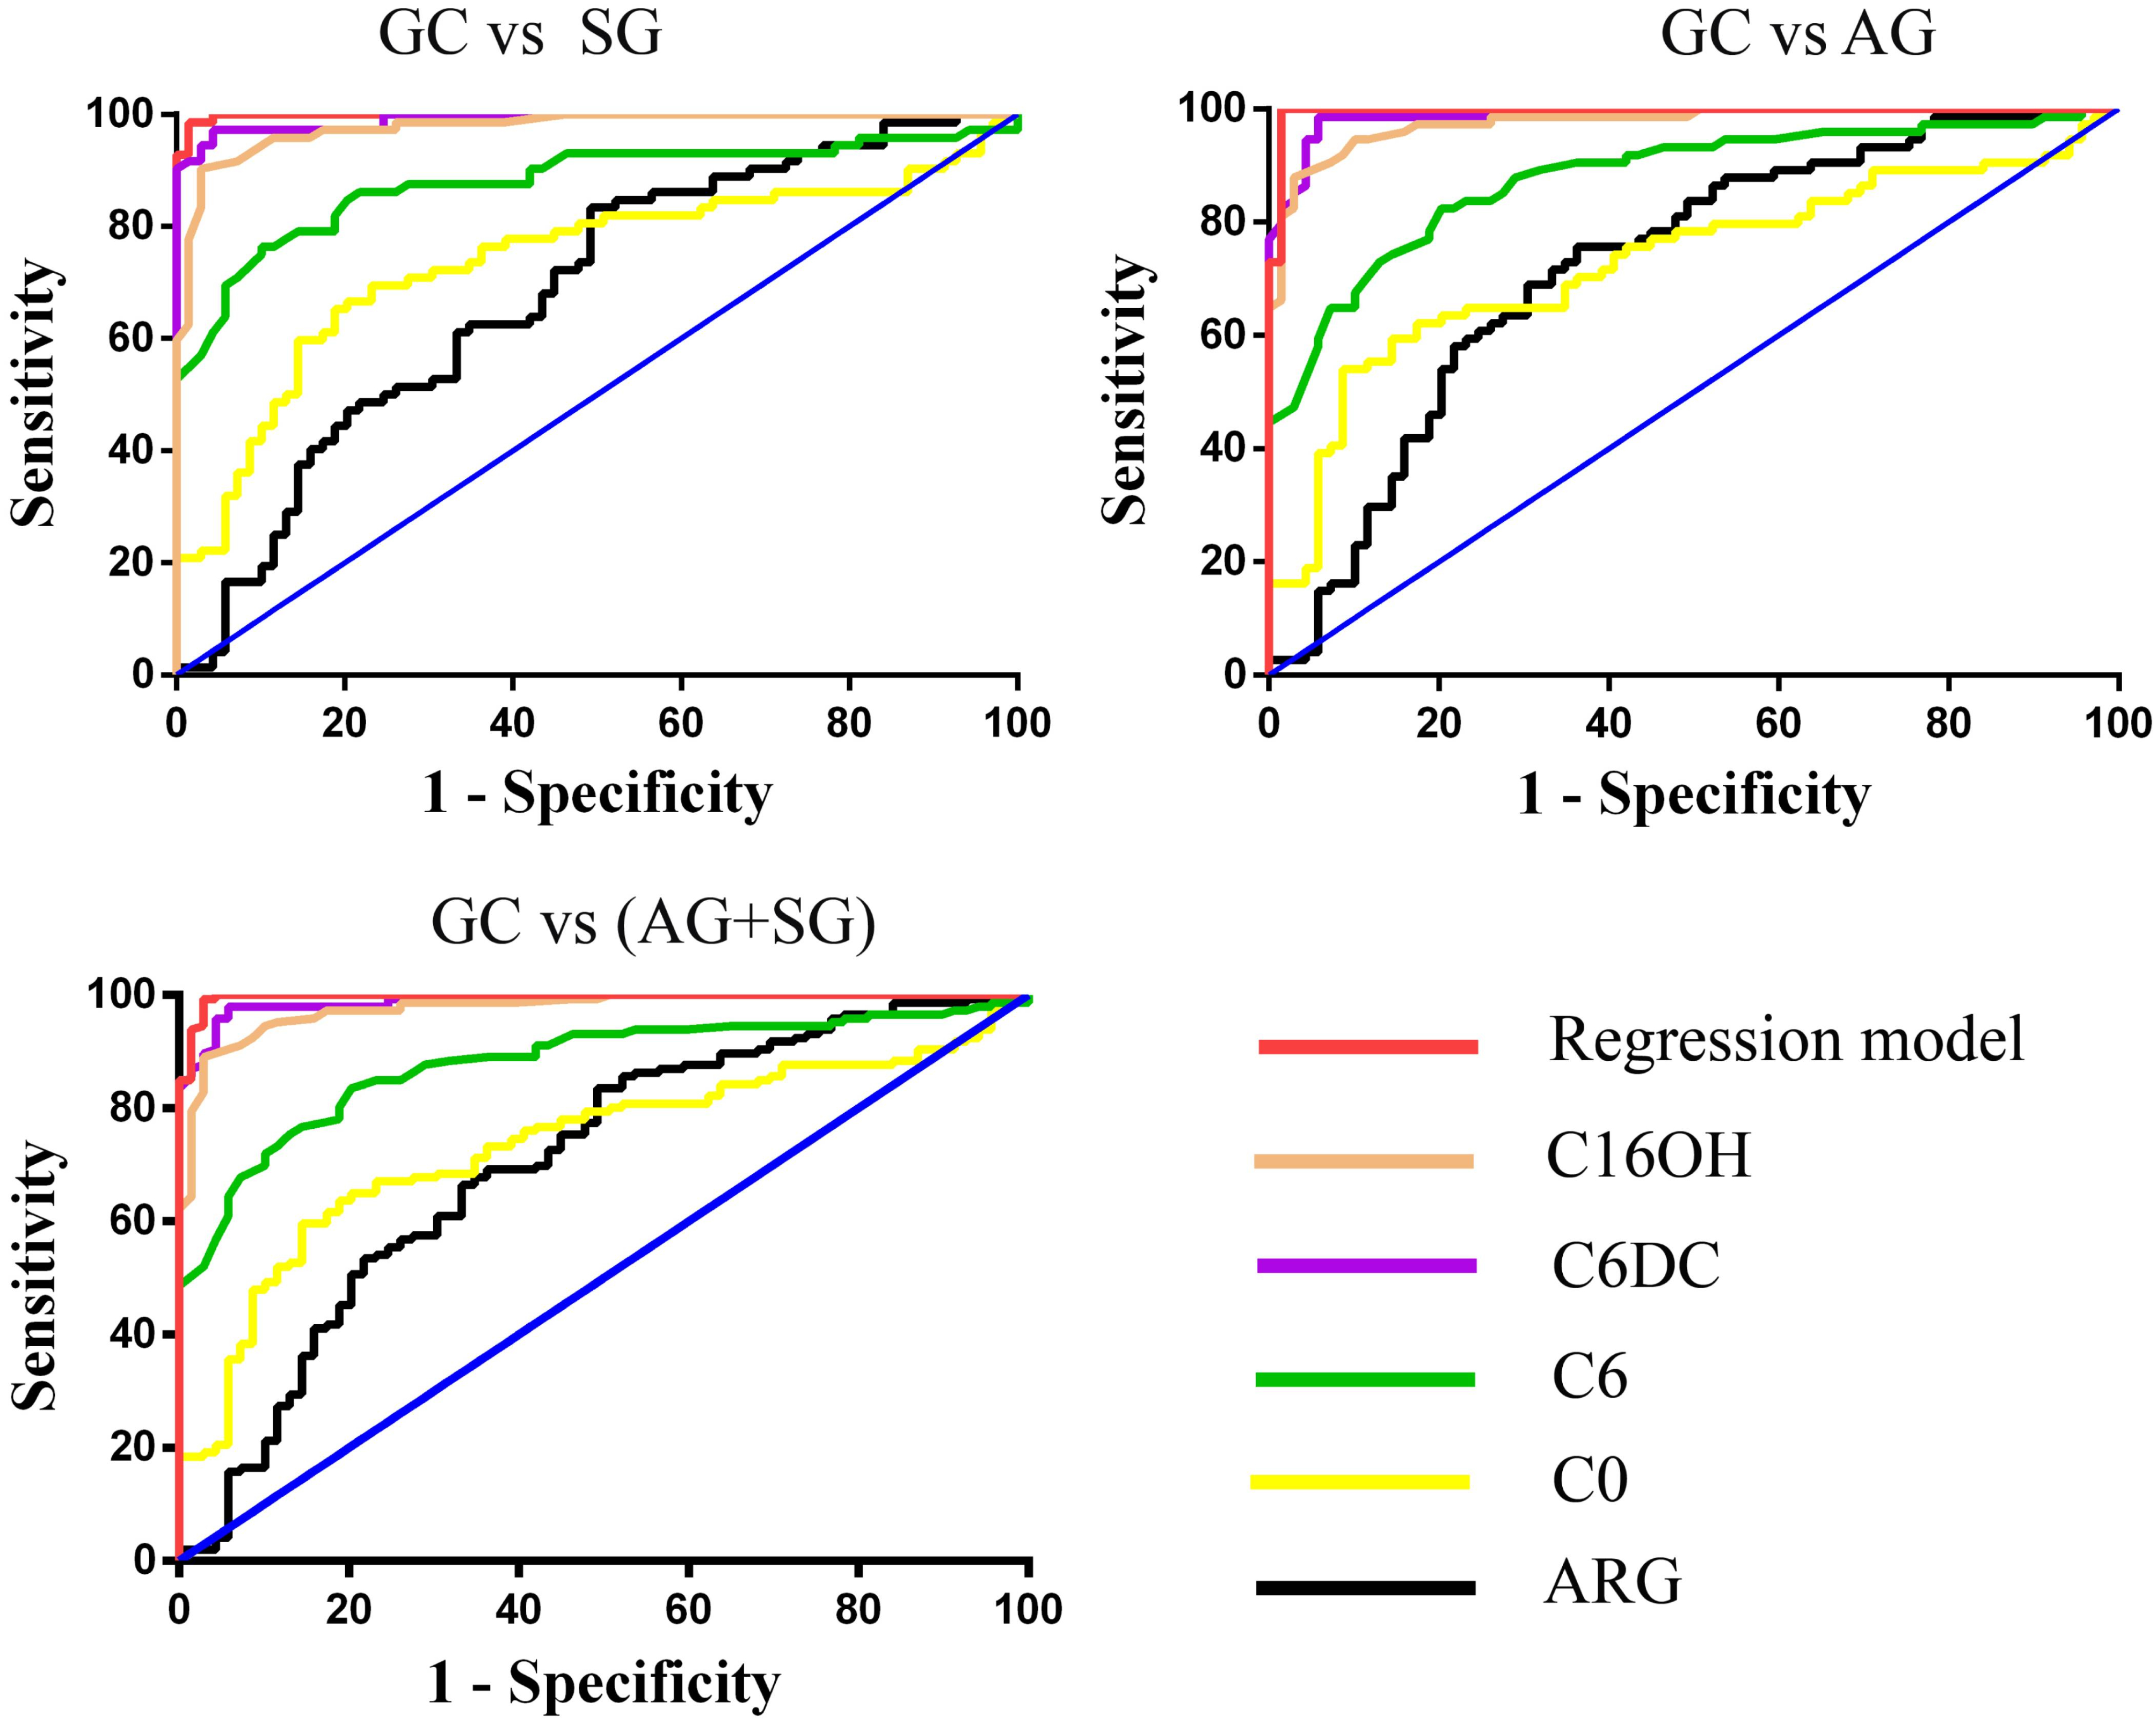 GC vs SG
100
80
60
40
20
0
Sensitivity
0 20 40 60 80 100
1 - Specificity
GC vs AG
100
80
60
40
20
0
Sensitivity
0 20 40 60 80 100
1 - Specificity
GC vs (AG+SG)
100
80
60
40
20
0
Sensitivity
0 20 40 60 80 100
1 - Specificity
Regression model
C16OH
C6DC
C6
C0
ARG